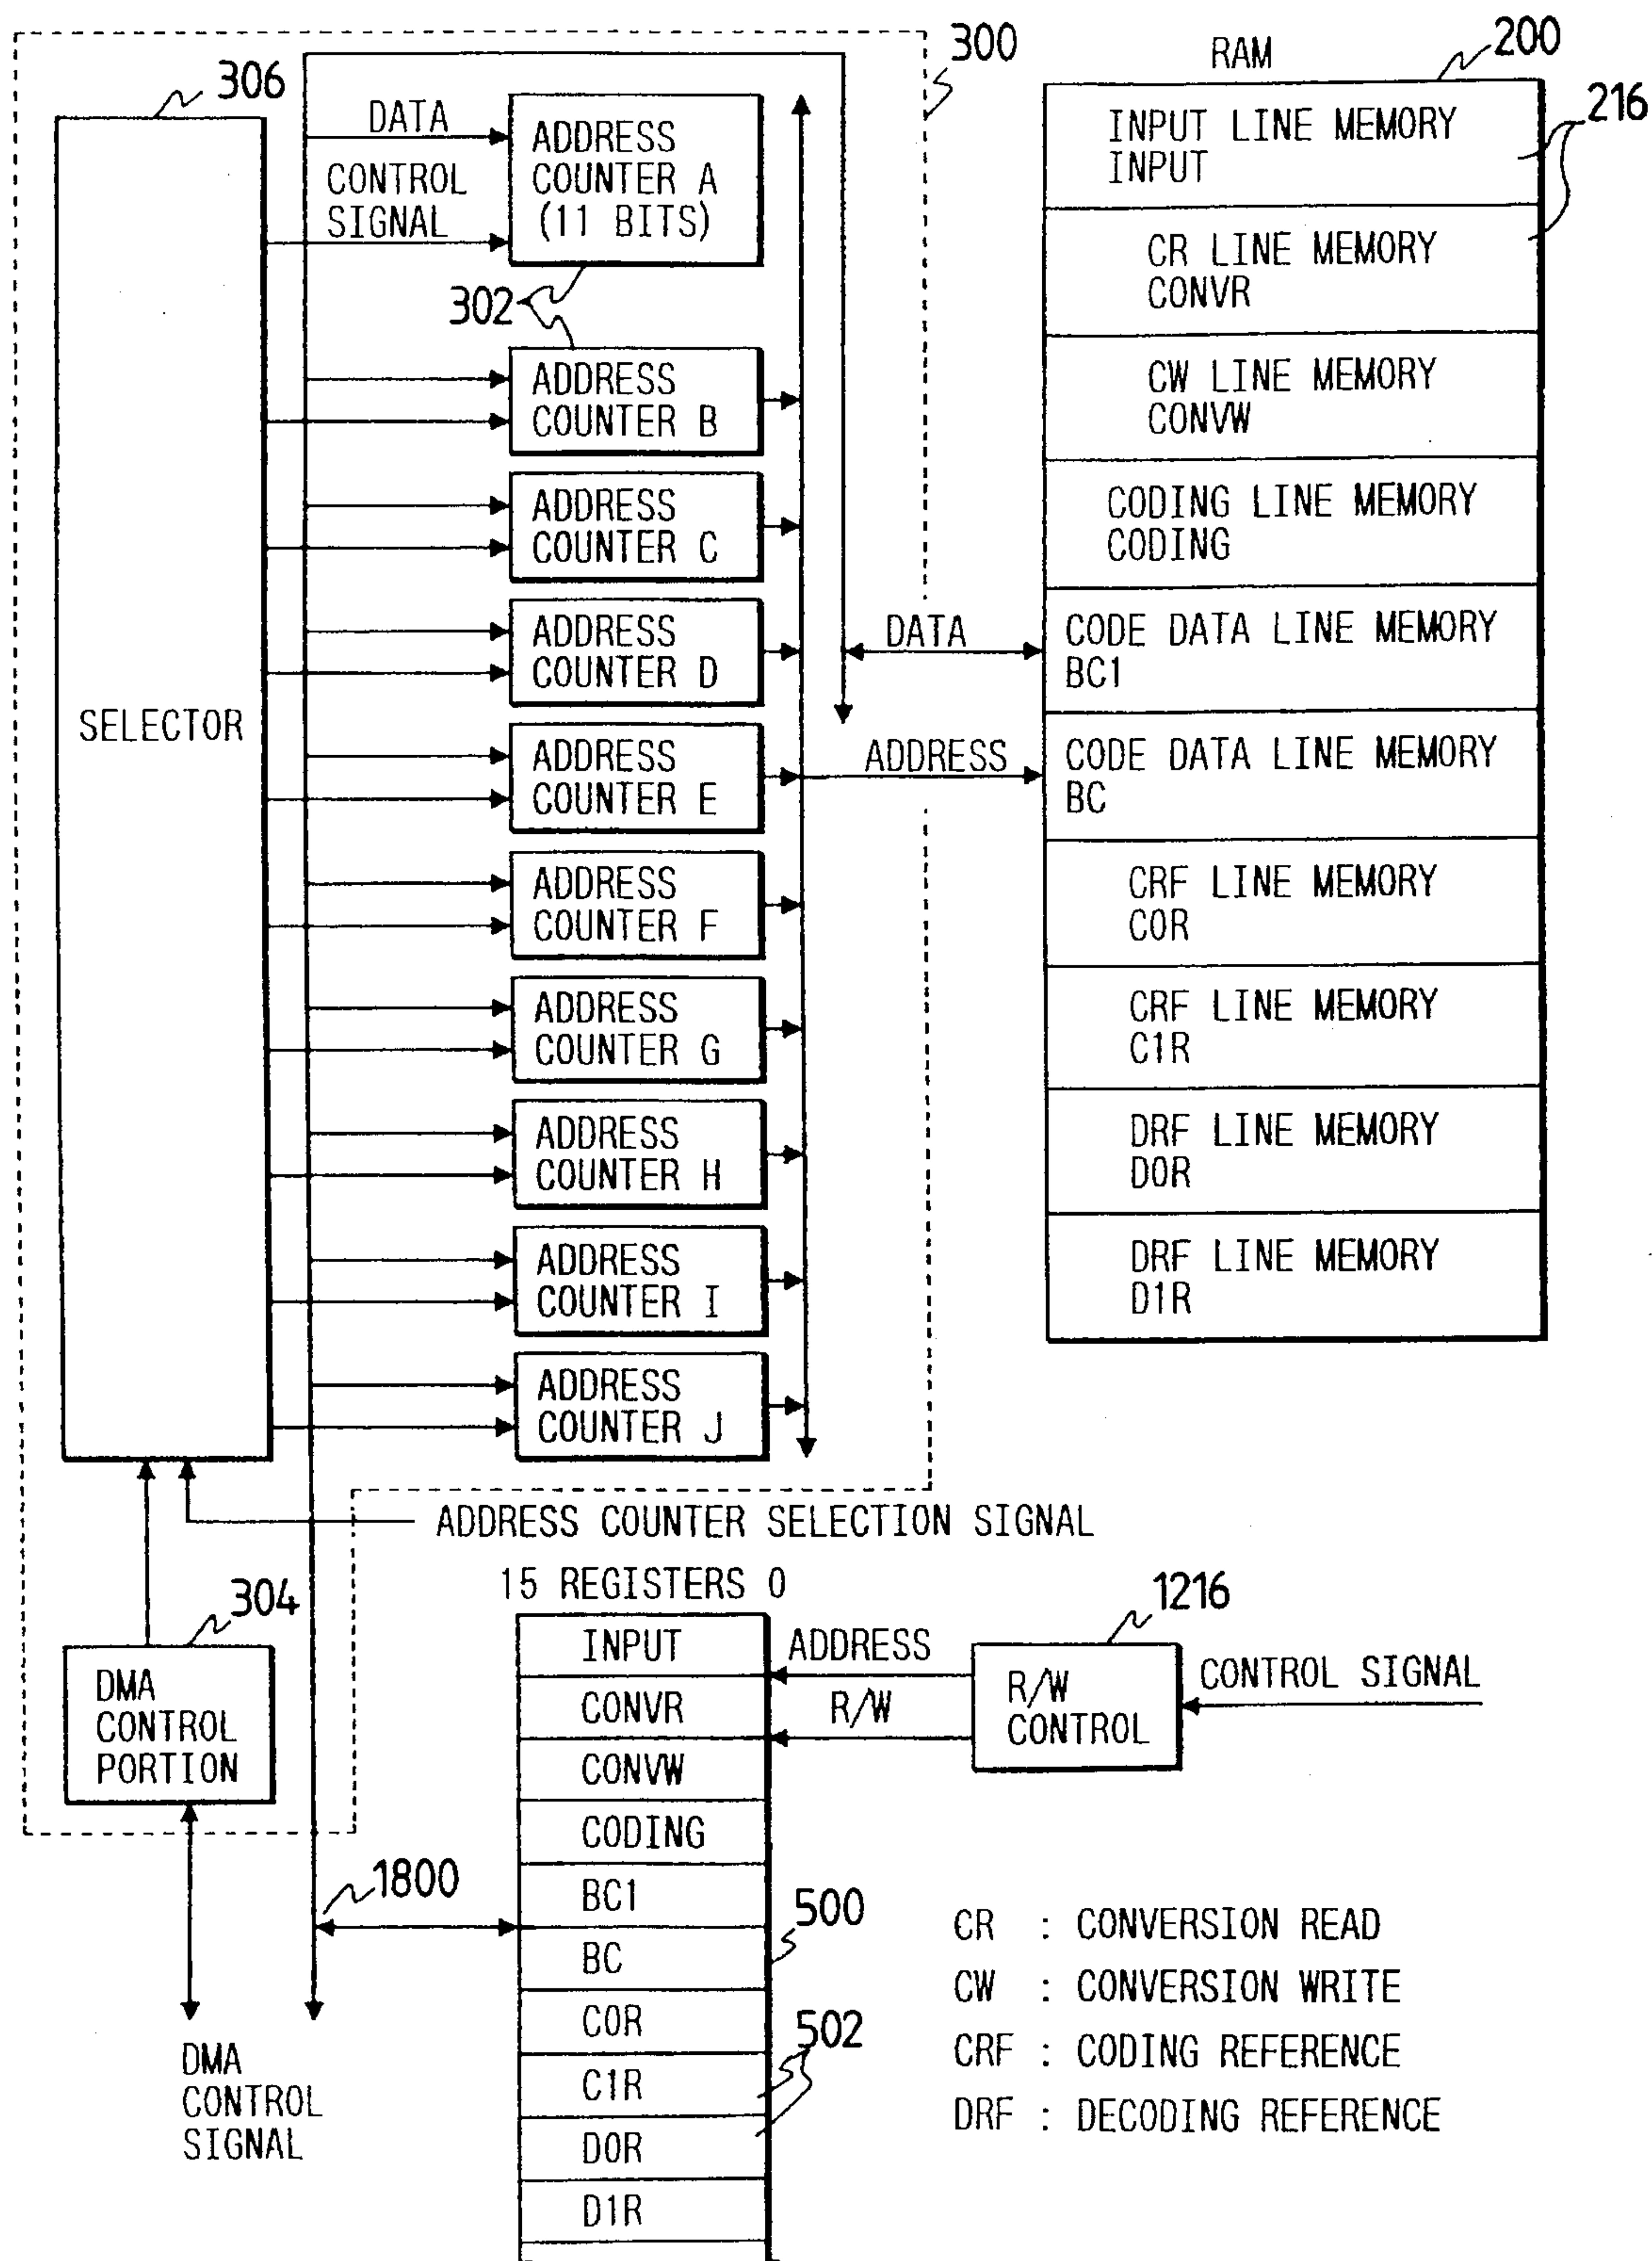 300
RAM
200
306
216
DATA
ADDRESS
COUNTER A
(11 BITS)
CONTROL
SIGNAL
INPUT LINE MEMORY
INPUT
CR LINE MEMORY
CONVR
302
ADDRESS
COUNTER B
CW LINE MEMORY
CONVW
ADDRESS
COUNTER C
CODING LINE MEMORY
CODING
ADDRESS
COUNTER D
DATA
CODE DATA LINE MEMORY
BC1
SELECTOR
ADDRESS
COUNTER E
ADDRESS
CODE DATA LINE MEMORY
BC
ADDRESS
COUNTER F
CRF LINE MEMORY
C0R
ADDRESS
COUNTER G
CRF LINE MEMORY
C1R
ADDRESS
COUNTER H
DRF LINE MEMORY
D0R
ADDRESS
COUNTER I
DRF LINE MEMORY
D1R
ADDRESS
COUNTER J
ADDRESS COUNTER SELECTION SIGNAL
15 REGISTERS 0
304
DMA
CONTROL
PORTION
INPUT
CONVR
CONVW
CODING
BC1
BC
C0R
C1R
D0R
D1R
ADDRESS
R/W
1216
R/W
CONTROL
CONTROL SIGNAL
1800
500
502
DMA
CONTROL
SIGNAL
CR : CONVERSION READ
CW : CONVERSION WRITE
CRF : CODING REFERENCE
DRF : DECODING REFERENCE